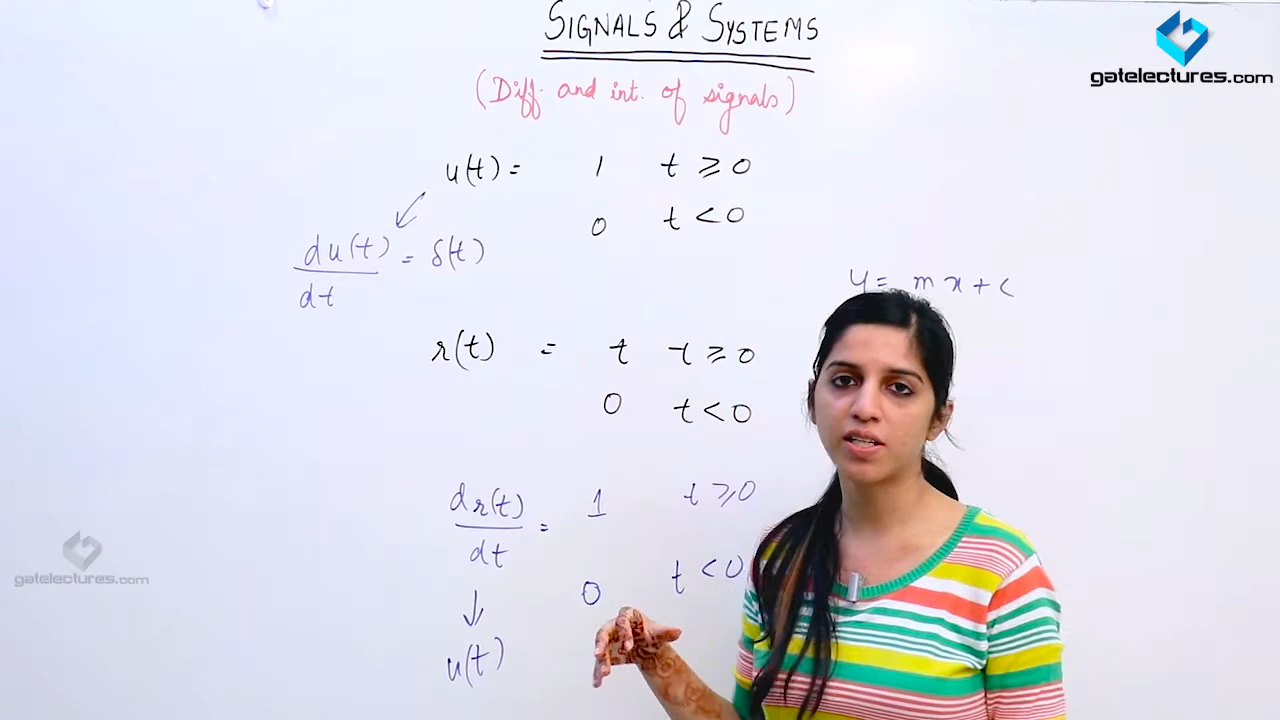 SIGNALS & SYSTEMS
gatelectures.com
(Diff. and int. of signals)
u(t) = 1 t ≥ 0
0 t < 0
du(t)/dt = δ(t)
y = mx + c
r(t) = t t ≥ 0
0 t < 0
dr(t)/dt = 1 t ≥ 0
0 t < 0
gatelectures.com
u(t)